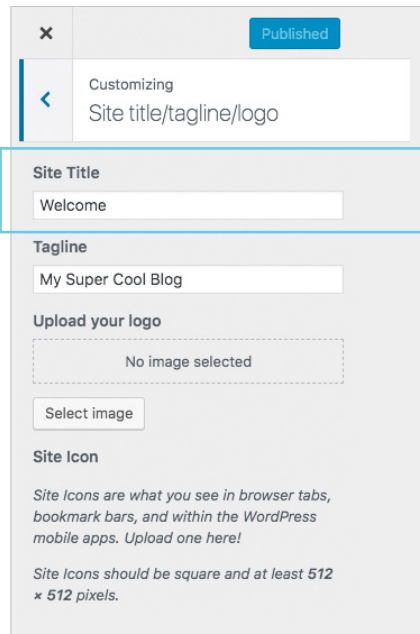 Published
Customizing
Site title/tagline/logo
Site Title
Welcome
Tagline
My Super Cool Blog
Upload your logo
No image selected
Select image
Site Icon
Site Icons are what you see in browser tabs,
bookmark bars, and within the WordPress
mobile apps. Upload one here!
Site Icons should be square and at least 512
× 512 pixels.